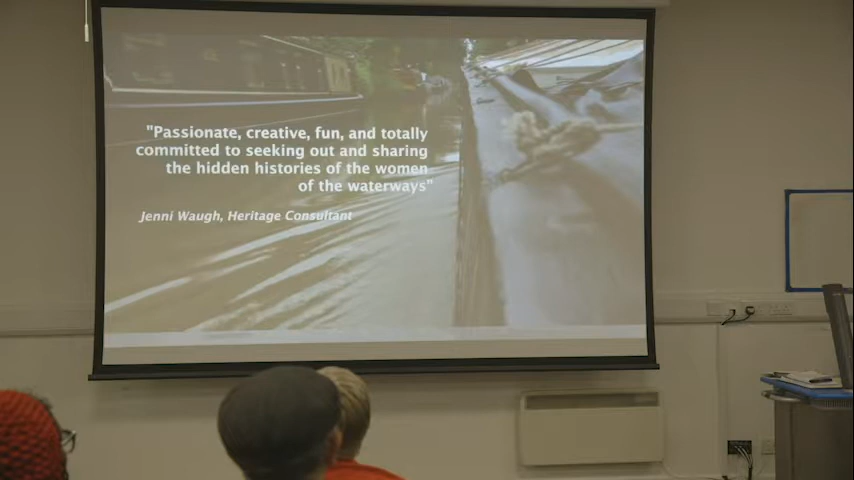 "Passionate, creative, fun, and totally
committed to seeking out and sharing
the hidden histories of the women
of the waterways"
Jenni Waugh, Heritage Consultant